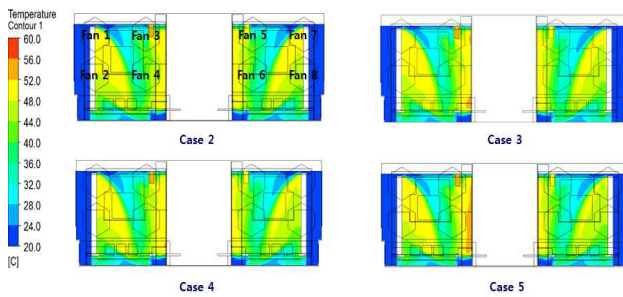 Temperature
Contour 1
60.0
56.0
52.0
48.0
44.0
40.0
36.0
32.0
28.0
24.0
20.0
[C]
Fan 1 Fan 3 Fan 5 Fan 7
Fan 2 Fan 4 Fan 6 Fan 8
Case 2 Case 3
Case 4 Case 5